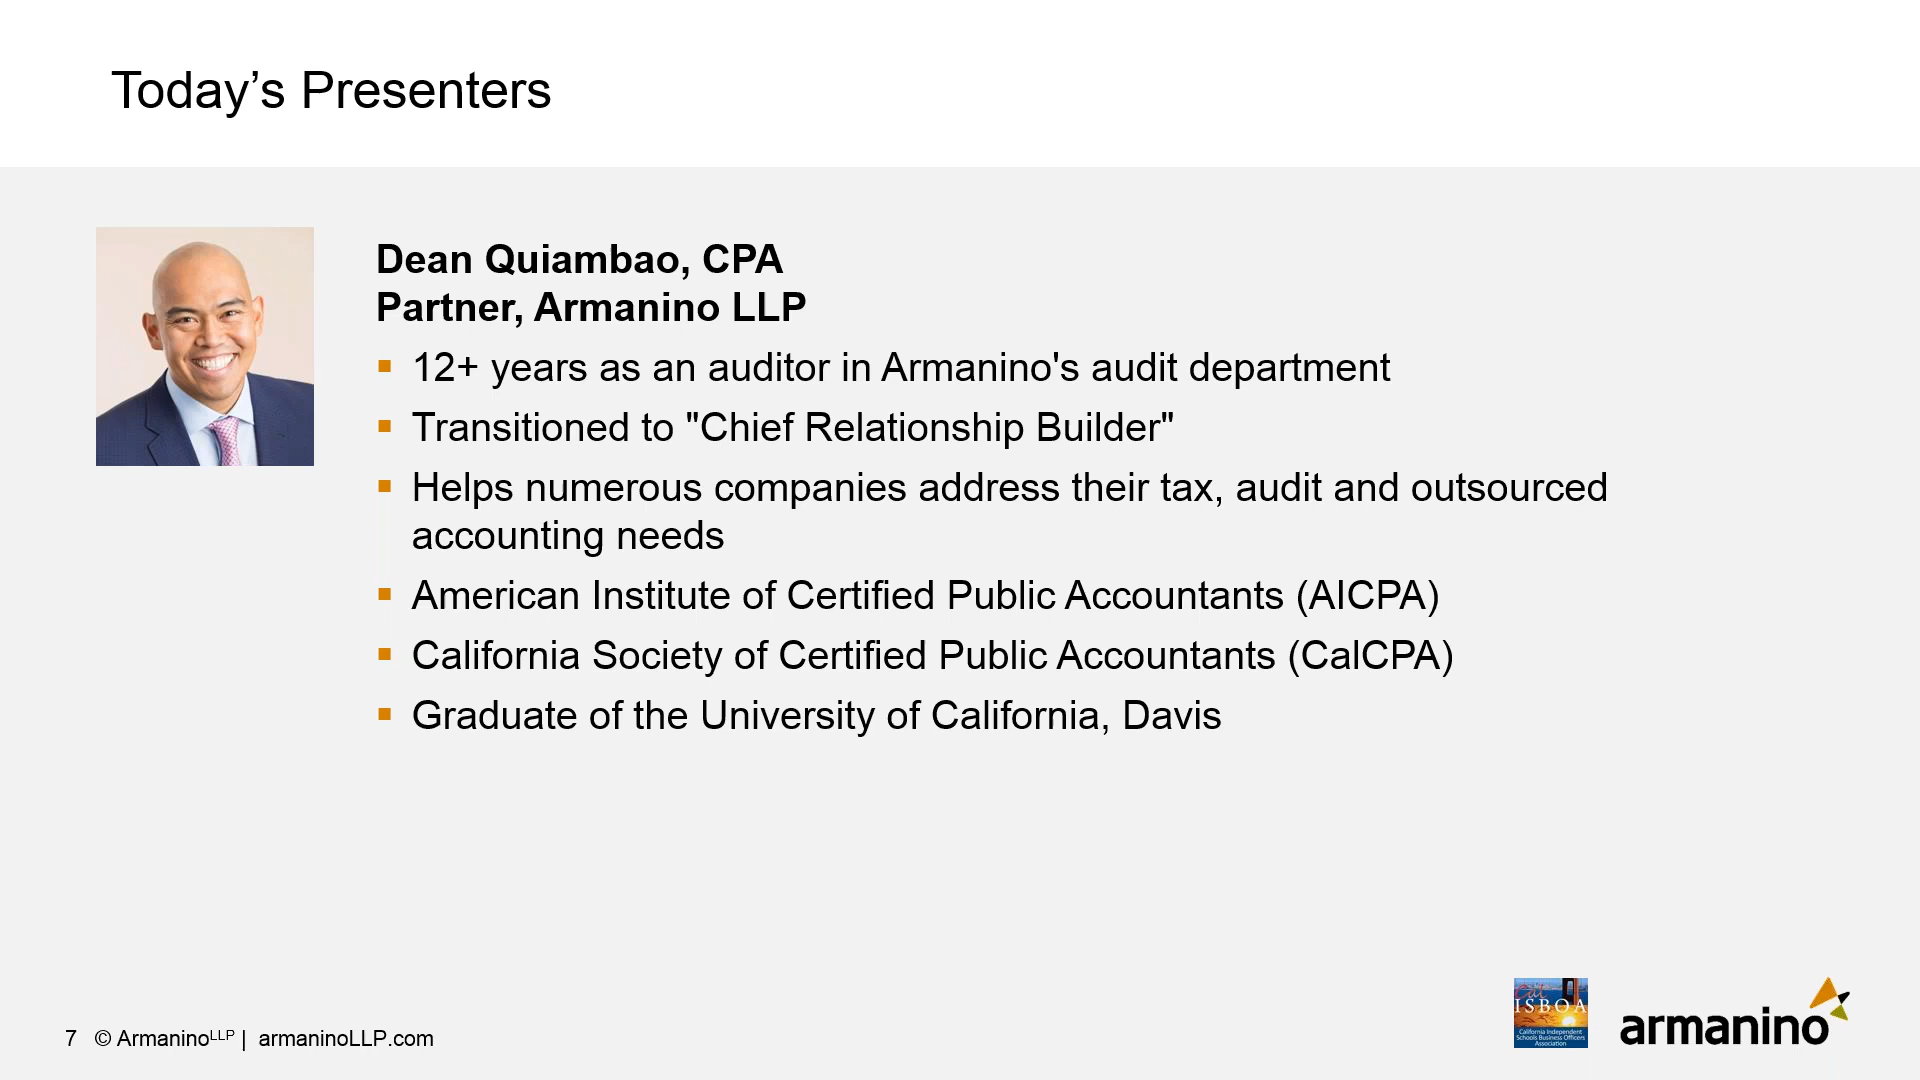 Today’s Presenters
Dean Quiambao, CPA
Partner, Armanino LLP
12+ years as an auditor in Armanino's audit department
Transitioned to "Chief Relationship Builder"
Helps numerous companies address their tax, audit and outsourced
accounting needs
American Institute of Certified Public Accountants (AICPA)
California Society of Certified Public Accountants (CalCPA)
Graduate of the University of California, Davis
Cal
ISBOA
California Independent
Schools Business Officers
Association
armanino
7 © ArmaninoLLP | armaninoLLP.com